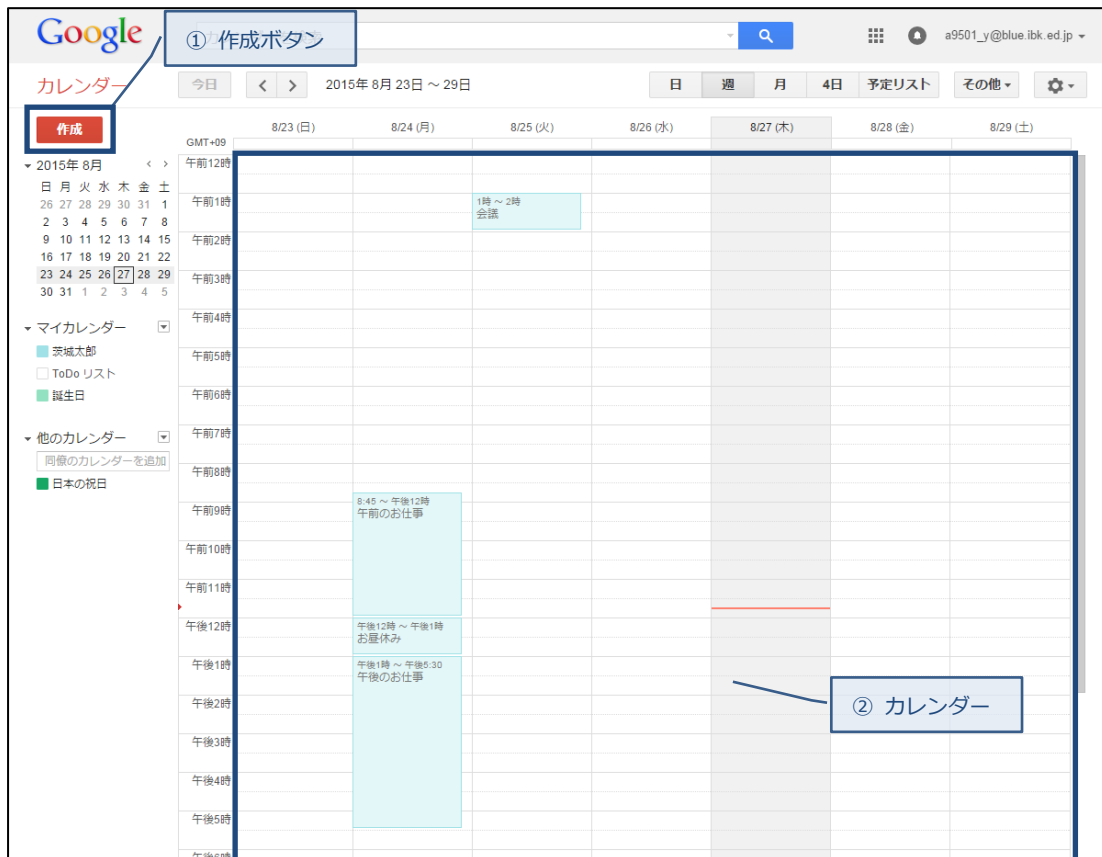 Google
① 作成ボタン
a9501_y@blue.ibk.ed.jp
カレンダー
今日
2015年 8月 23日 ～ 29日
日 週 月 4日 予定リスト その他
作成
8/23 (日) 8/24 (月) 8/25 (火) 8/26 (水) 8/27 (木) 8/28 (金) 8/29 (土)
GMT+09
2015年 8月
日 月 火 水 木 金 土
26 27 28 29 30 31 1
2 3 4 5 6 7 8
9 10 11 12 13 14 15
16 17 18 19 20 21 22
23 24 25 26 27 28 29
30 31 1 2 3 4 5
マイカレンダー
茨城太郎
ToDo リスト
誕生日
他のカレンダー
同僚のカレンダーを追加
日本の祝日
午前12時
午前1時
午前2時
午前3時
午前4時
午前5時
午前6時
午前7時
午前8時
午前9時
午前10時
午前11時
午後12時
午後1時
午後2時
午後3時
午後4時
午後5時
午後6時
1時 ～ 2時
会議
8:45 ～ 午後12時
午前のお仕事
午後12時 ～ 午後1時
お昼休み
午後1時 ～ 午後5:30
午後のお仕事
② カレンダー